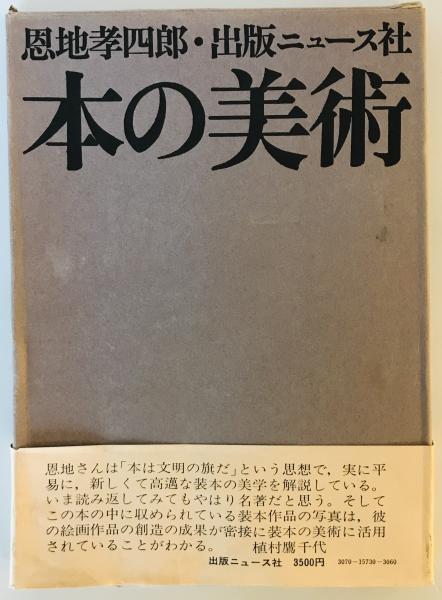 恩地孝四郎・出版ニュース社
本の美術
恩地さんは「本は文明の旗だ」という思想で，実に平
易に，新しくて高邁な装本の美学を解説している。
いま読み返してみてもやはり名著だと思う。そして
この本の中に収められている装本作品の写真は，彼
の絵画作品の創造の成果が密接に装本の美術に活用
されていることがわかる。 植村鷹千代
出版ニュース社 3500円 3070－15730－3060